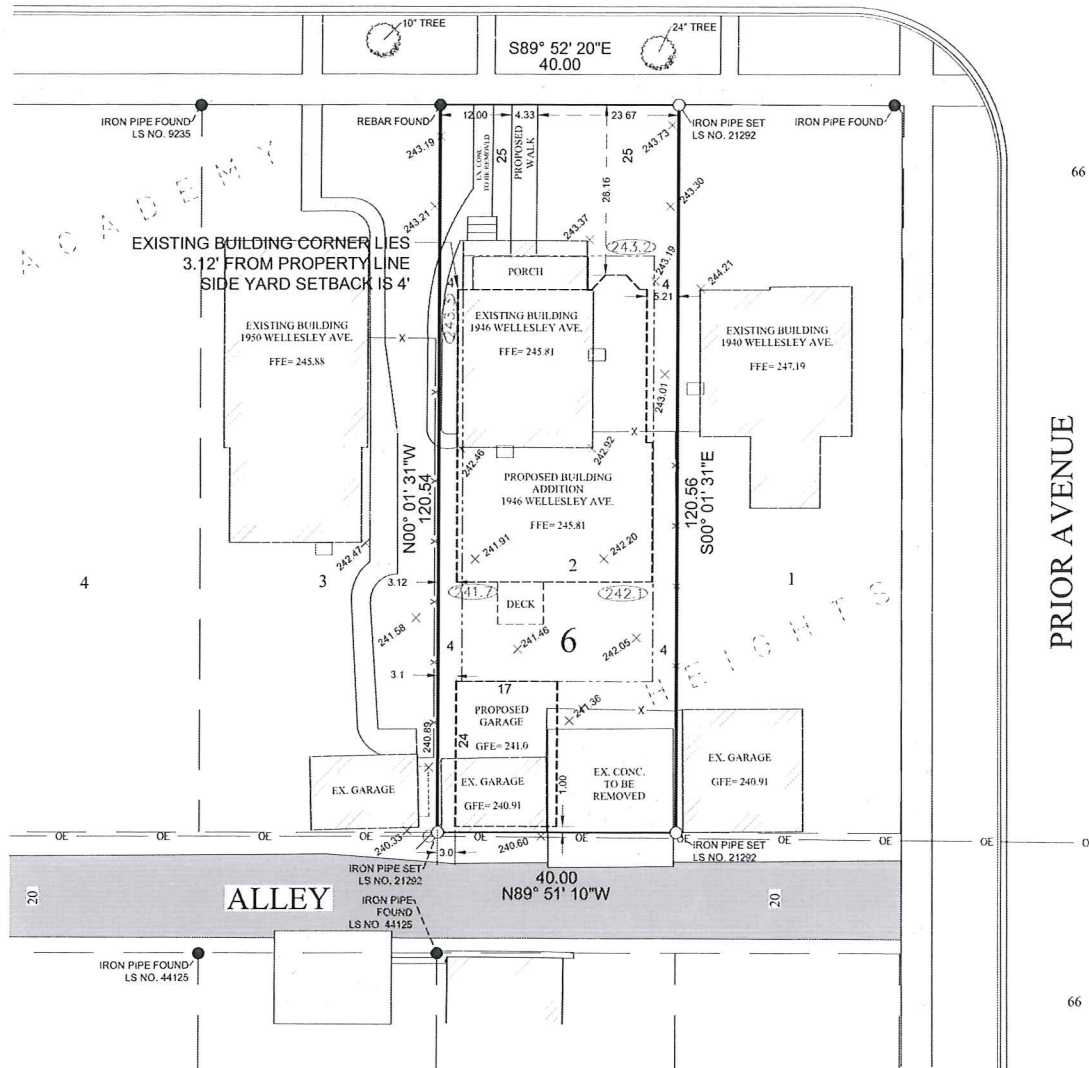 10" TREE
24" TREE
S89° 52' 20"E
40.00
IRON PIPE FOUND
LS NO. 9235
REBAR FOUND
12.00
4.33
23.67
IRON PIPE SET
LS NO. 21292
IRON PIPE FOUND
243.19
EX. CONC.
TO BE REMOVED
25
PROPOSED
WALK
25
243.73
66
ACADEMY
28.16
243.30
243.21
EXISTING BUILDING CORNER LIES
3.12' FROM PROPERTY LINE
SIDE YARD SETBACK IS 4'
243.37
243.2
243.19
PORCH
4
4
244.21
5.21
243.2
EXISTING BUILDING
1950 WELLESLEY AVE.
FFE= 245.88
EXISTING BUILDING
1946 WELLESLEY AVE.
FFE= 245.81
EXISTING BUILDING
1940 WELLESLEY AVE.
FFE= 247.19
X
243.01
X
242.46
242.92
N00° 01' 31"W
120.54
PROPOSED BUILDING
ADDITION
1946 WELLESLEY AVE.
FFE= 245.81
120.56
S00° 01' 31"E
PRIOR AVENUE
242.47
241.91
242.20
4
3
2
1
3.12
241.7
242.1
DECK
HEIGHTS
241.58
241.46
242.05
6
4
4
3.1
17
PROPOSED
GARAGE
GFE= 241.0
24
241.36
X
240.89
EX. GARAGE
EX. GARAGE
GFE= 240.91
EX. CONC.
TO BE
REMOVED
1.00
EX. GARAGE
GFE= 240.91
OE
OE
OE
OE
OE
OE
OE
OE
240.33
3.0
240.60
IRON PIPE SET
LS NO. 21292
IRON PIPE SET
LS NO. 21292
40.00
N89° 51' 10"W
20
ALLEY
20
IRON PIPE
FOUND
LS NO. 44125
IRON PIPE FOUND
LS NO. 44125
66